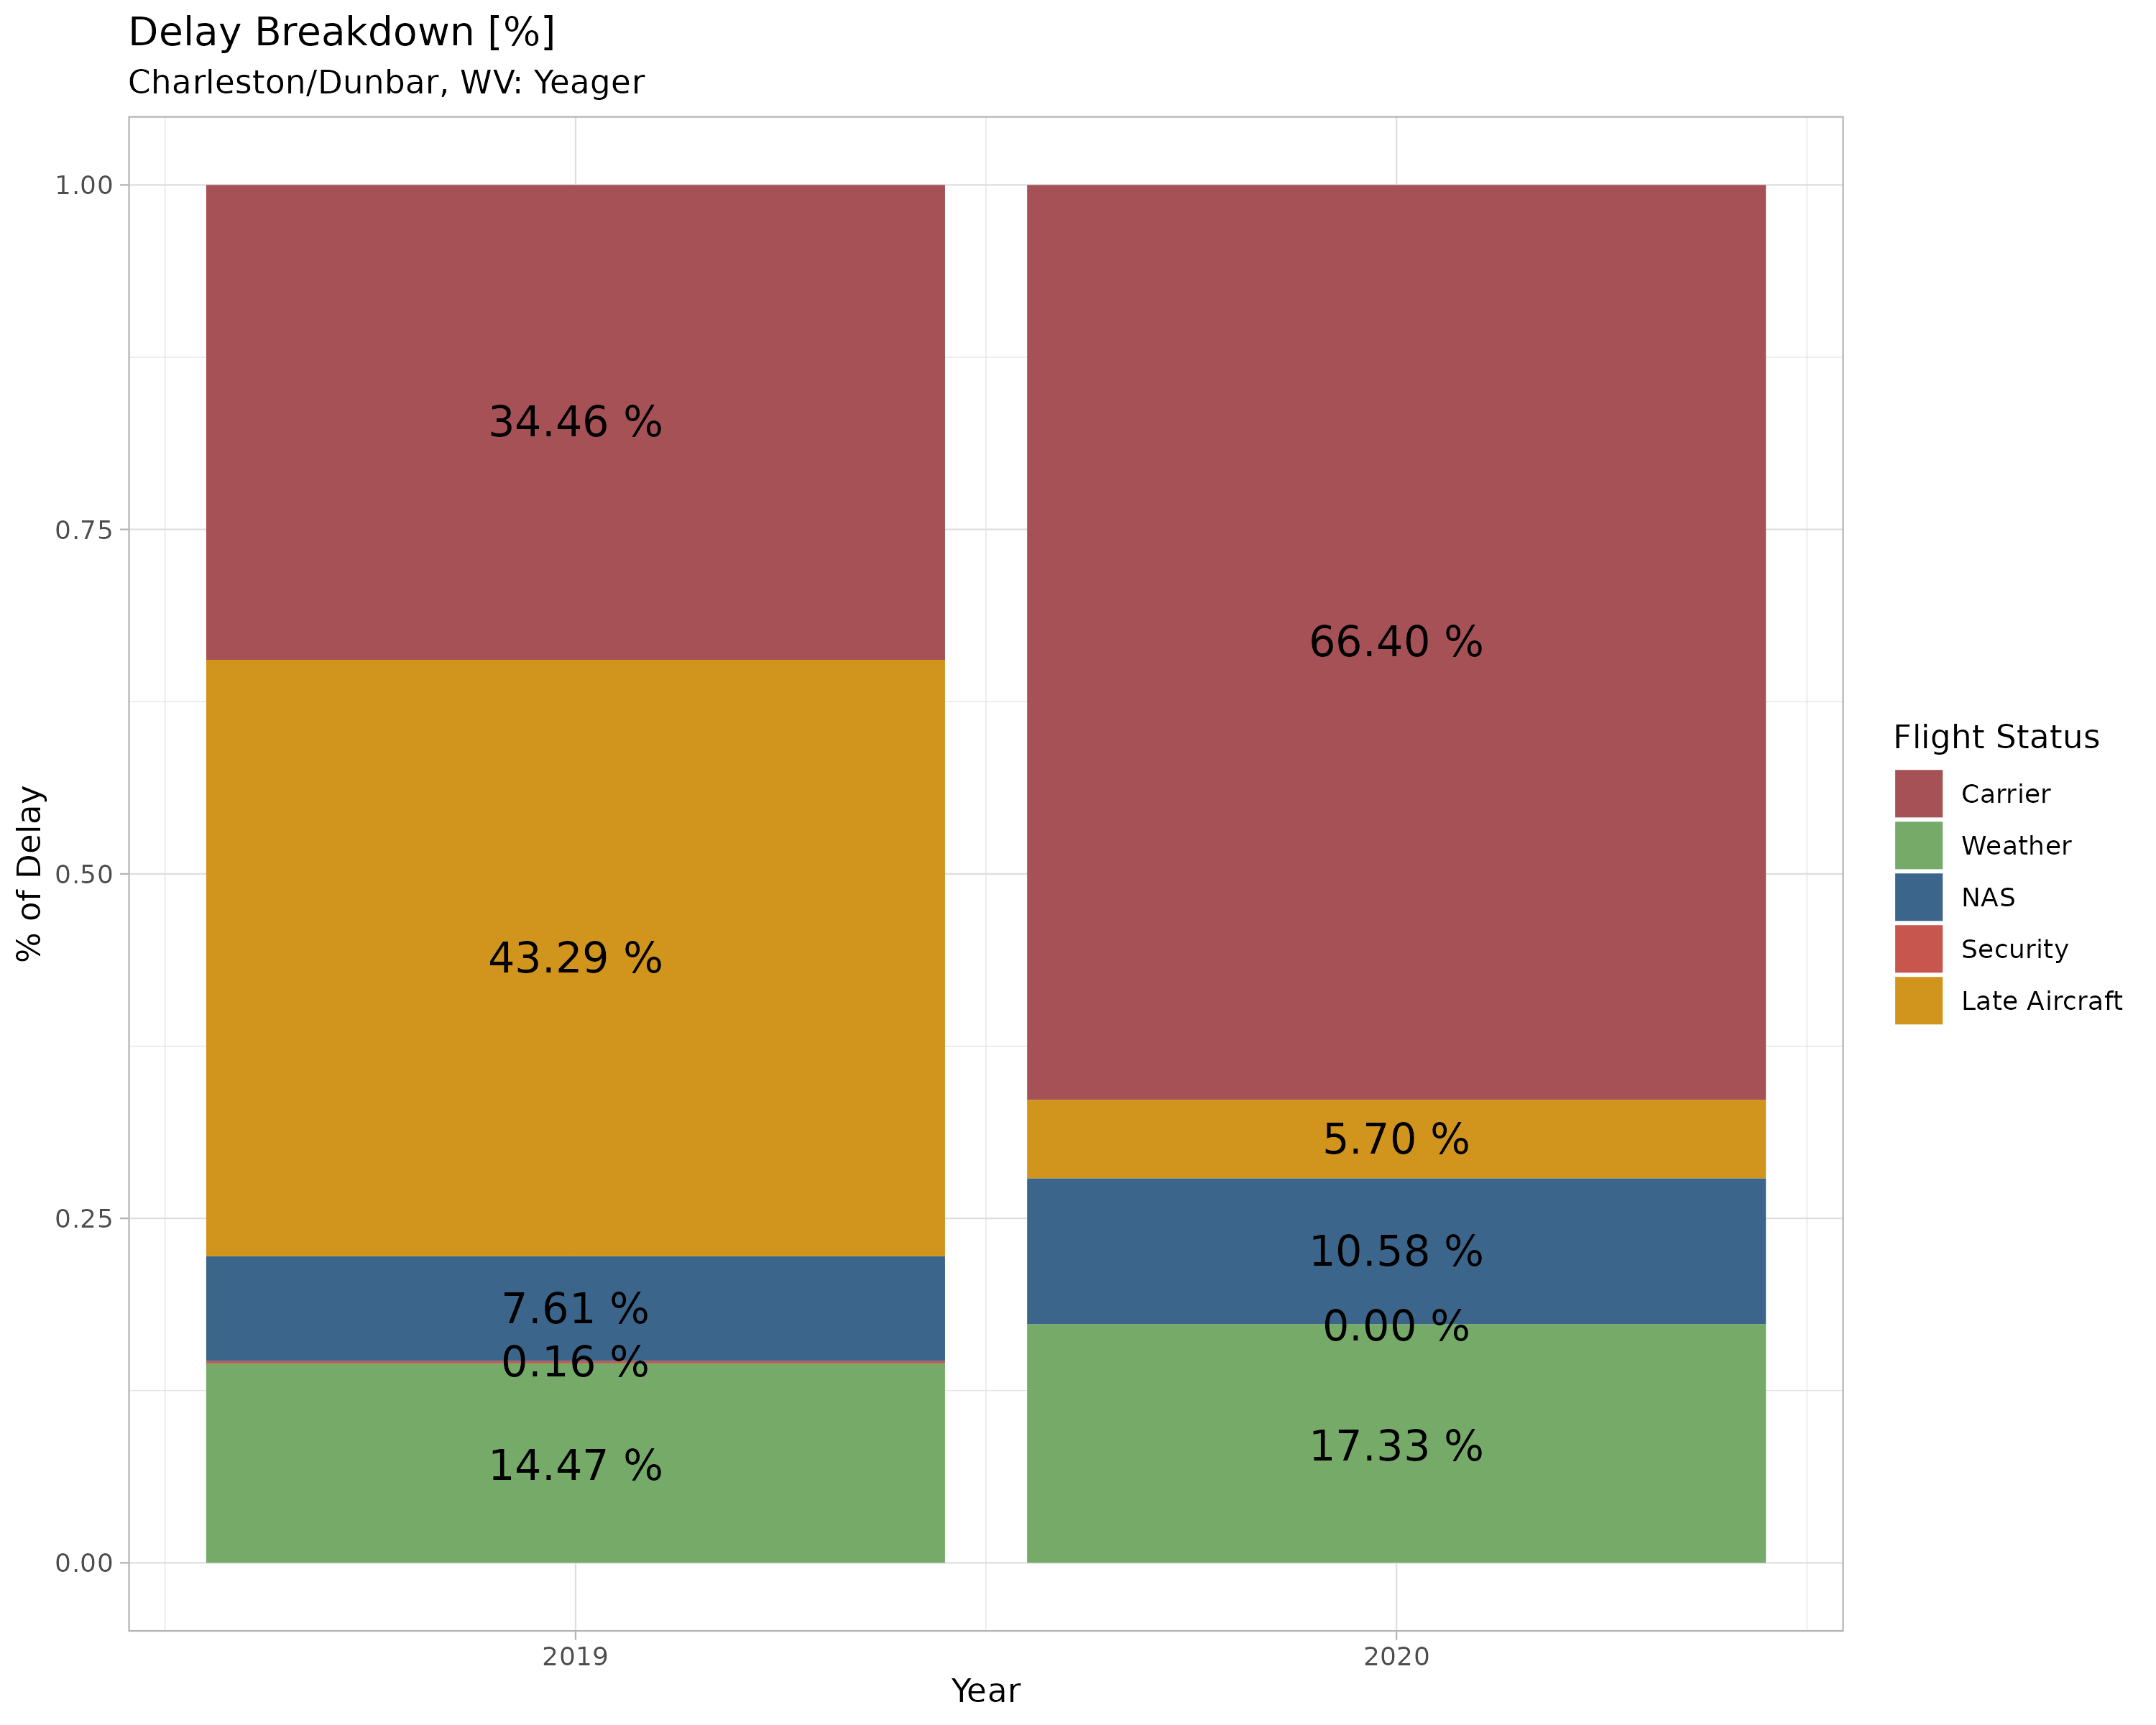 Delay Breakdown [%]
Charleston/Dunbar, WV: Yeager
1.00
0.75
0.50
0.25
0.00
% of Delay
34.46 %
43.29 %
7.61 %
0.16 %
14.47 %
66.40 %
5.70 %
10.58 %
0.00 %
17.33 %
2019
2020
Year
Flight Status
Carrier
Weather
NAS
Security
Late Aircraft